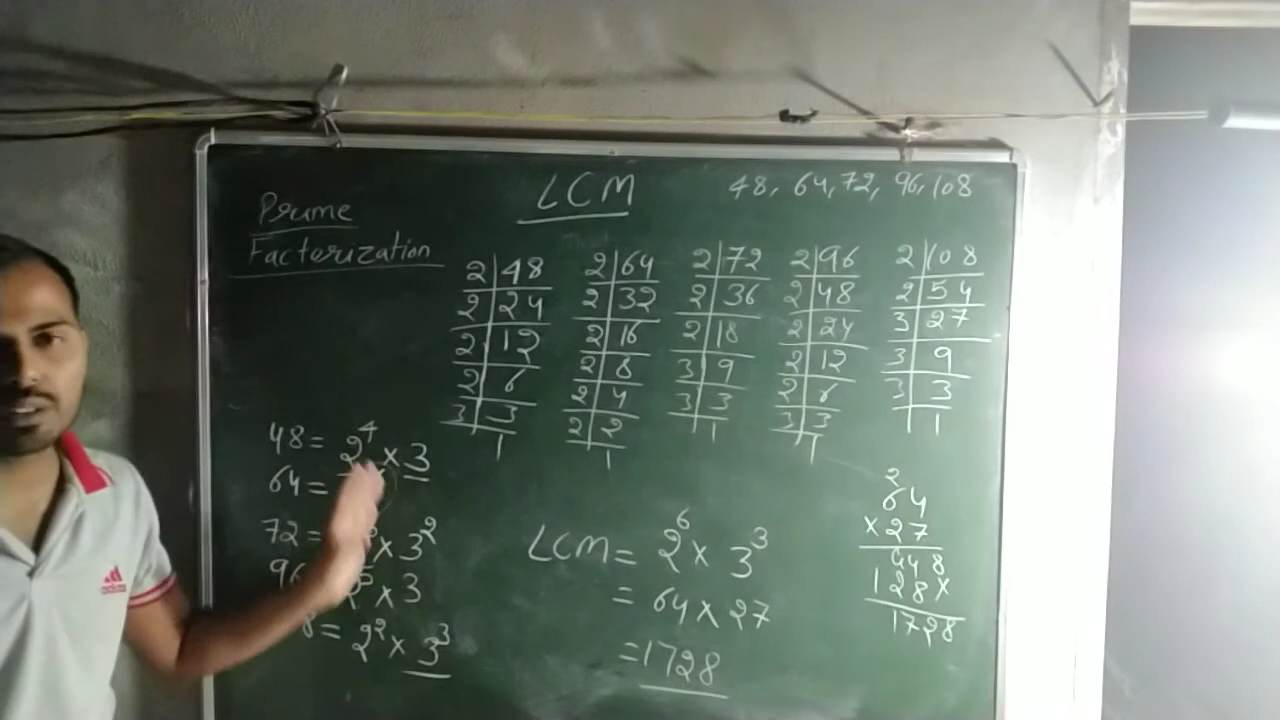 LCM 48, 64, 72, 96, 108
Prime
Factorization
2 48 2 64 2 72 2 96 2 108
2 24 2 32 2 36 2 48 2 54
2 12 2 16 2 18 2 24 3 27
2 6 2 8 3 9 2 12 3 9
3 3 2 4 3 3 2 6 3 3
1 2 2 1 3 3 1
1 1
48 = 2⁴ × 3
64 =
72 = × 3²
96 2⁵ × 3
8 = 2² × 3³
LCM = 2⁶ × 3³
= 64 × 27
= 1728
2
64
× 27
448
128×
1728
adidas